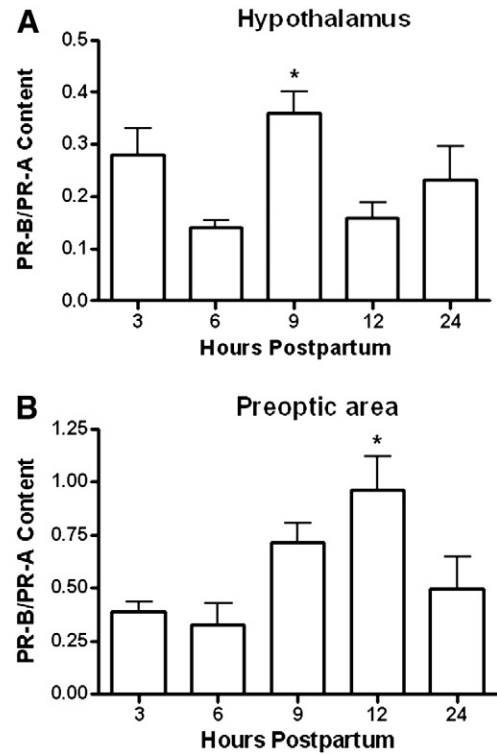 A
Hypothalamus
0.5
0.4
0.3
0.2
0.1
0.0
PR-B/PR-A Content
*
3 6 9 12 24
Hours Postpartum
B
Preoptic area
1.25
1.00
0.75
0.50
0.25
0.00
PR-B/PR-A Content
*
3 6 9 12 24
Hours Postpartum